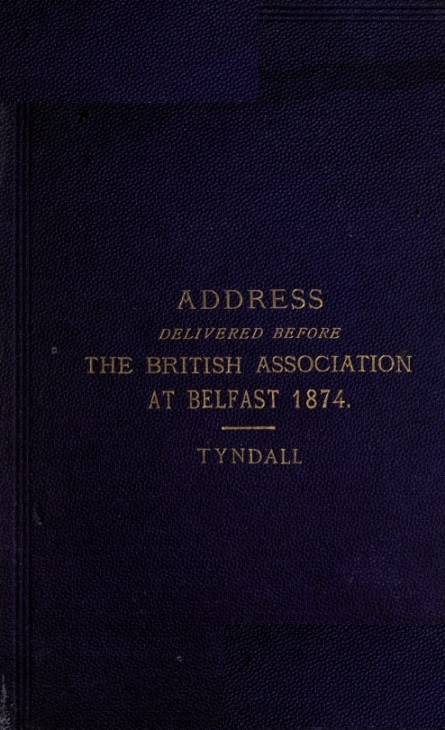 ADDRESS
DELIVERED BEFORE
THE BRITISH ASSOCIATION
AT BELFAST 1874.
TYNDALL